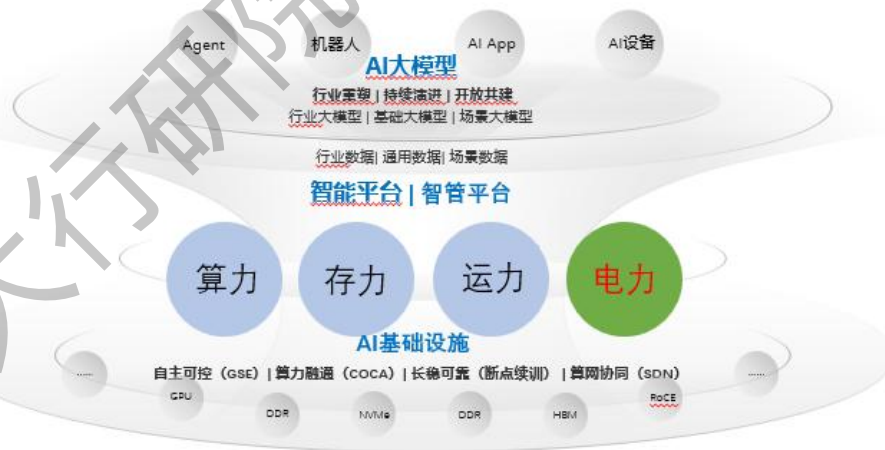 Agent
机器人
AI App
AI设备
AI大模型
行业重塑 | 持续演进 | 开放共建
行业大模型 | 基础大模型 | 场景大模型
行业数据| 通用数据| 场景数据
智能平台 | 智管平台
算力
存力
运力
电力
AI基础设施
自主可控（GSE）| 算力融通（COCA）| 长稳可靠（断点续训）| 算网协同（SDN）
......
......
GPU
DDR
NVMe
DDR
HBM
RoCE
大行研院